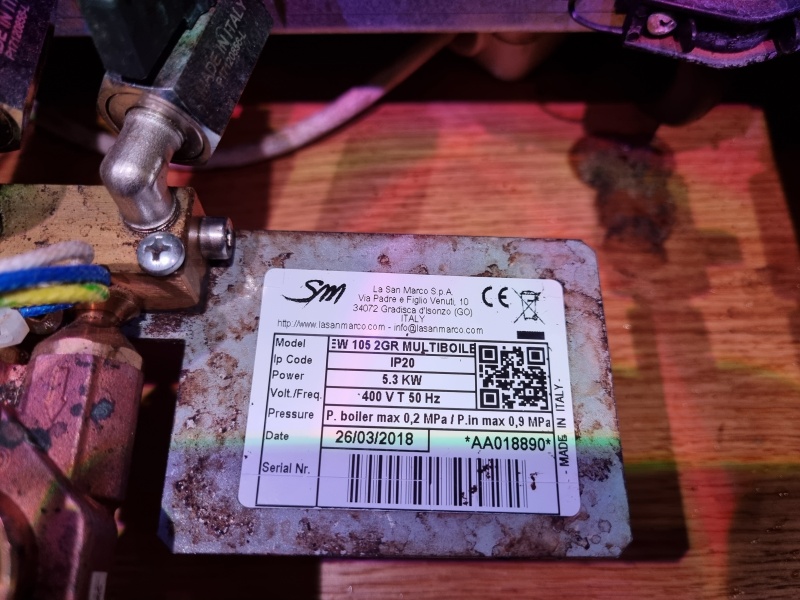 MADE IN ITALY
SM
La San Marco S.p.A.
Via Padre e Figlio Venuti, 10
34072 Gradisca d'Isonzo (GO)
ITALY
http://www.lasanmarco.com - info@lasanmarco.com
CE
Model EW 105 2GR MULTIBOILE
Ip Code IP20
Power 5.3 KW
Volt./Freq. 400 V T 50 Hz
Pressure P. boiler max 0,2 MPa / P.in max 0,9 MPa
Date 26/03/2018 *AA018890*
Serial Nr.
- MADE IN ITALY -